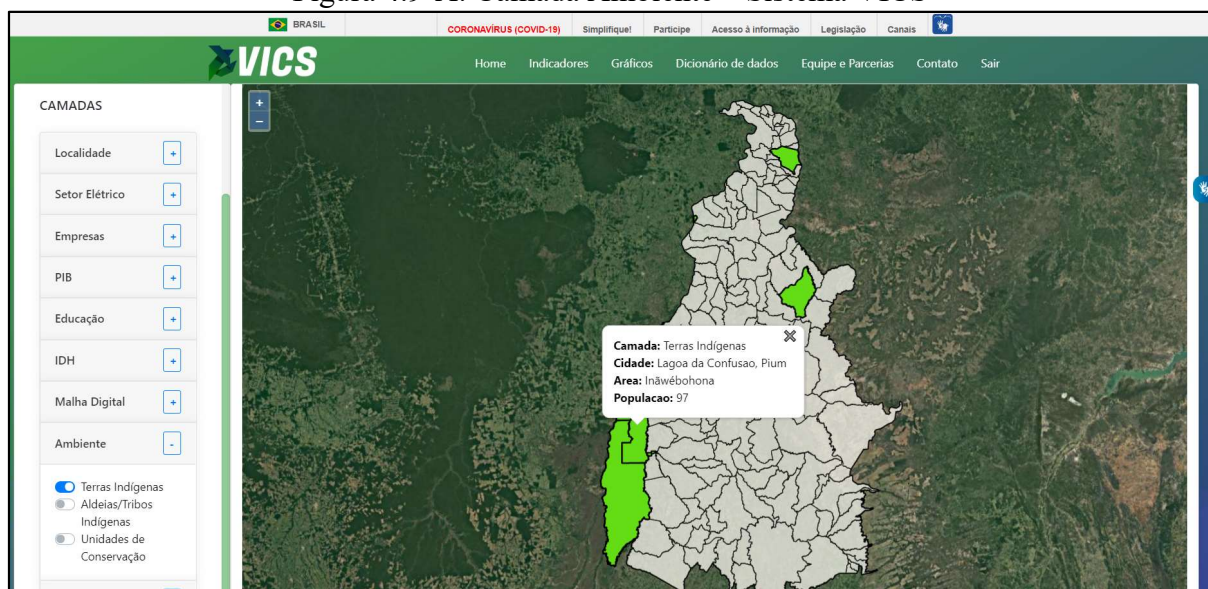 Figura 4.9-A: Camada Ambiente – Sistema VICS
BRASIL
CORONAVÍRUS (COVID-19) Simplifique! Participe Acesso à informação Legislação Canais
VICS
Home Indicadores Gráficos Dicionário de dados Equipe e Parcerias Contato Sair
CAMADAS
+
−
Localidade +
Setor Elétrico +
Empresas +
PIB +
Educação +
IDH +
Malha Digital +
Ambiente -
Terras Indígenas
Aldeias/Tribos
Indígenas
Unidades de
Conservação
Camada: Terras Indígenas
Cidade: Lagoa da Confusao, Pium
Area: Inãwébohona
Populacao: 97